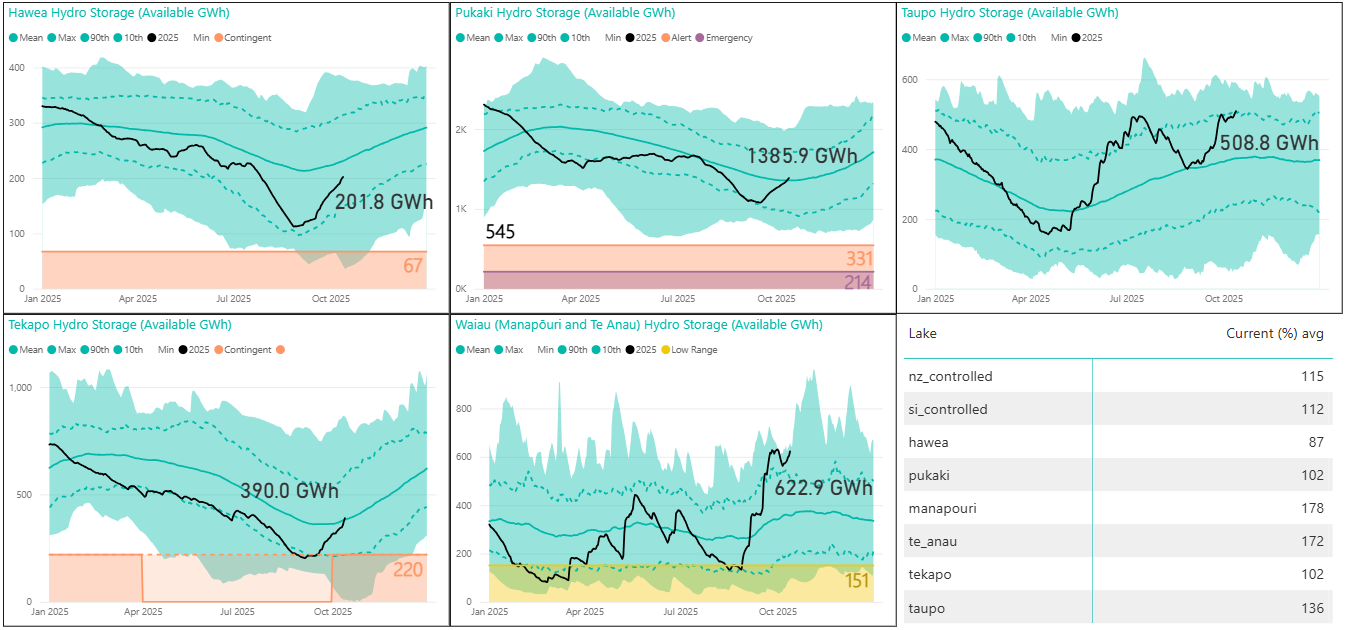 Hawea Hydro Storage (Available GWh)
Mean Max 90th 10th 2025 Min Contingent
400
300
200
100
0
201.8 GWh
67
Jan 2025 Apr 2025 Jul 2025 Oct 2025
Pukaki Hydro Storage (Available GWh)
Mean Max 90th 10th Min 2025 Alert Emergency
2K
1K
0K
1385.9 GWh
545
331
214
Jan 2025 Apr 2025 Jul 2025 Oct 2025
Taupo Hydro Storage (Available GWh)
Mean Max 90th 10th Min 2025
600
400
200
0
508.8 GWh
Jan 2025 Apr 2025 Jul 2025 Oct 2025
Tekapo Hydro Storage (Available GWh)
Mean Max 90th 10th Min 2025 Contingent
1,000
500
0
390.0 GWh
220
Jan 2025 Apr 2025 Jul 2025 Oct 2025
Waiau (Manapōuri and Te Anau) Hydro Storage (Available GWh)
Mean Max Min 90th 10th 2025 Low Range
800
600
400
200
0
622.9 GWh
151
Jan 2025 Apr 2025 Jul 2025 Oct 2025
Lake Current (%) avg
nz_controlled 115
si_controlled 112
hawea 87
pukaki 102
manapouri 178
te_anau 172
tekapo 102
taupo 136